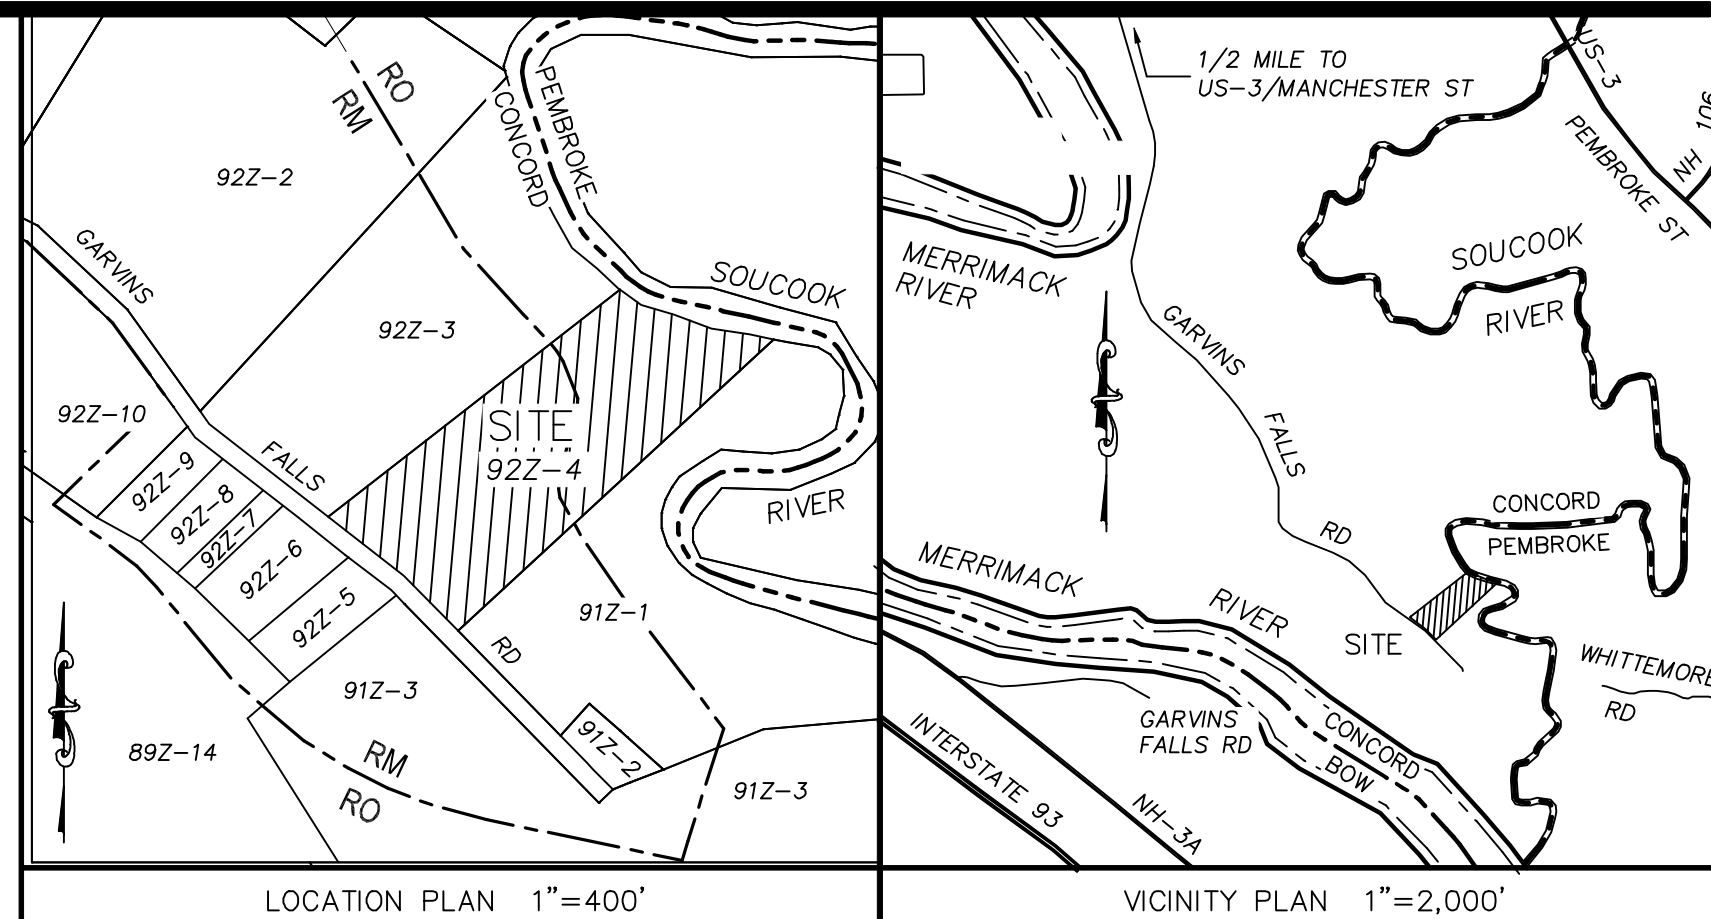 RO
RM
PEMBROKE
CONCORD
92Z-2
GARVINS
SOUCOOK
92Z-3
92Z-10
SITE
92Z-4
FALLS
92Z-9
92Z-8
92Z-7
92Z-6
92Z-5
RIVER
91Z-1
RD
91Z-3
91Z-2
89Z-14
RM
RO
91Z-3
LOCATION PLAN 1"=400'
1/2 MILE TO
US-3/MANCHESTER ST
US-3
NH 106
PEMBROKE ST
MERRIMACK
RIVER
SOUCOOK
RIVER
GARVINS
FALLS
RD
CONCORD
PEMBROKE
MERRIMACK
RIVER
SITE
WHITTEMORE
RD
GARVINS
FALLS RD
CONCORD
BOW
INTERSTATE 93
NH-3A
VICINITY PLAN 1"=2,000'